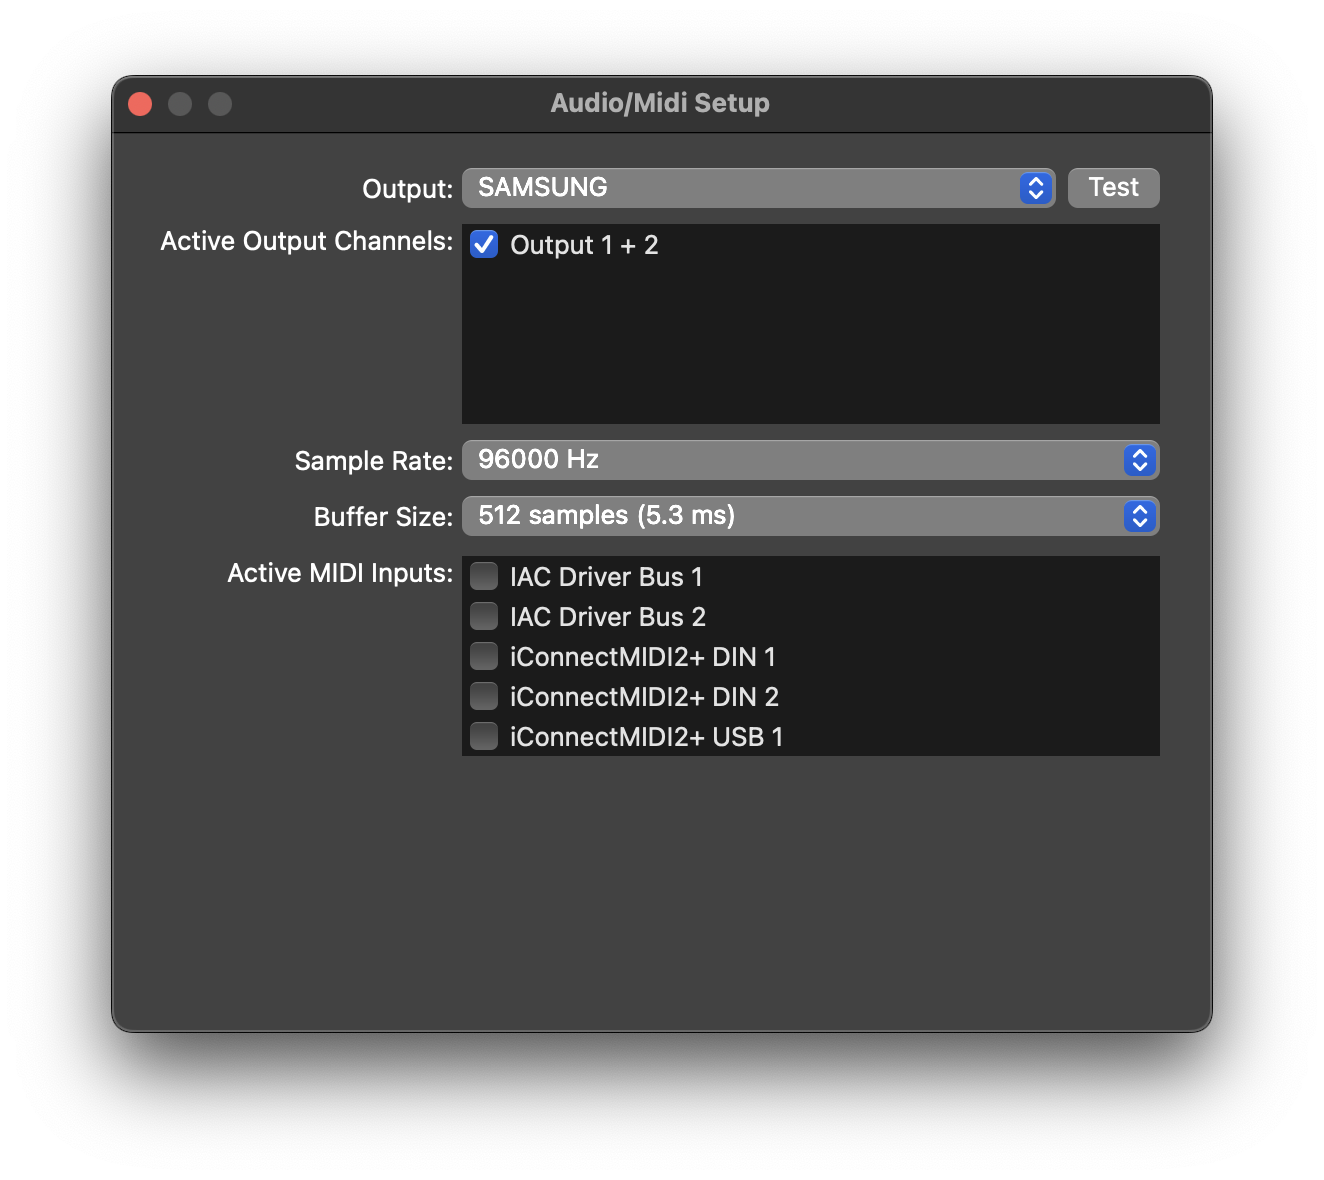 Audio/Midi Setup
Output: SAMSUNG Test
Active Output Channels: Output 1 + 2
Sample Rate: 96000 Hz
Buffer Size: 512 samples (5.3 ms)
Active MIDI Inputs: IAC Driver Bus 1
IAC Driver Bus 2
iConnectMIDI2+ DIN 1
iConnectMIDI2+ DIN 2
iConnectMIDI2+ USB 1